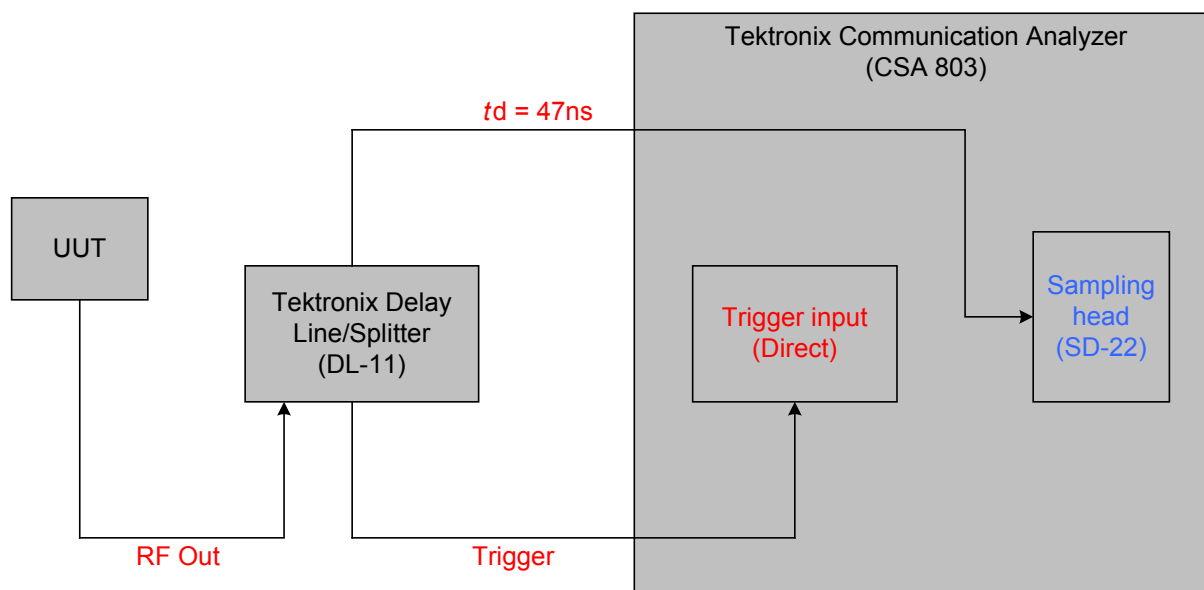 Tektronix Communication Analyzer
(CSA 803)
td = 47ns
UUT
Tektronix Delay
Line/Splitter
(DL-11)
Trigger input
(Direct)
Sampling
head
(SD-22)
RF Out
Trigger